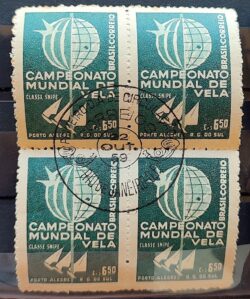 BRASIL CORREIO
CAMPEONATO
MUNDIAL DE
VELA
CLASSE SNIPE
Cr$ 6,50
PORTO ALEGRE R. G. DO SUL
BRASIL CORREIO
CAMPEONATO
MUNDIAL DE
VELA
CLASSE SNIPE
Cr$ 6,50
PORTO ALEGRE R. G. DO SUL
OUT
59
BRASIL CORREIO
CAMPEONATO
MUNDIAL DE
VELA
CLASSE SNIPE
Cr$ 6,50
PORTO ALEGRE R. G. DO SUL
BRASIL CORREIO
CAMPEONATO
MUNDIAL DE
VELA
CLASSE SNIPE
Cr$ 6,50
PORTO ALEGRE R. G. DO SUL